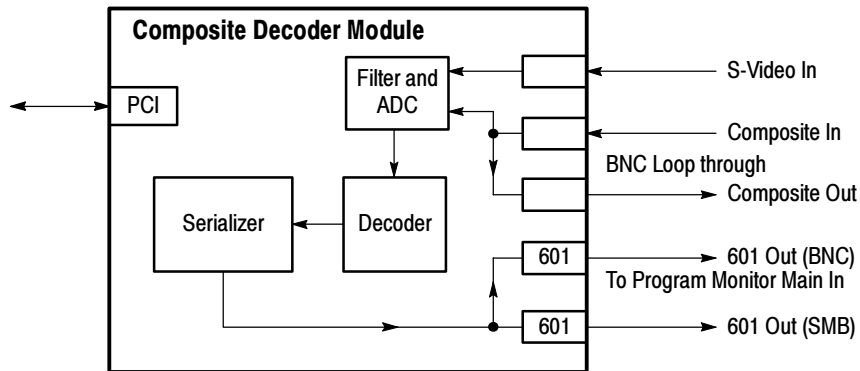 Composite Decoder Module
PCI
Filter and
ADC
S-Video In
Composite In
BNC Loop through
Composite Out
Serializer
Decoder
601
601 Out (BNC)
To Program Monitor Main In
601
601 Out (SMB)